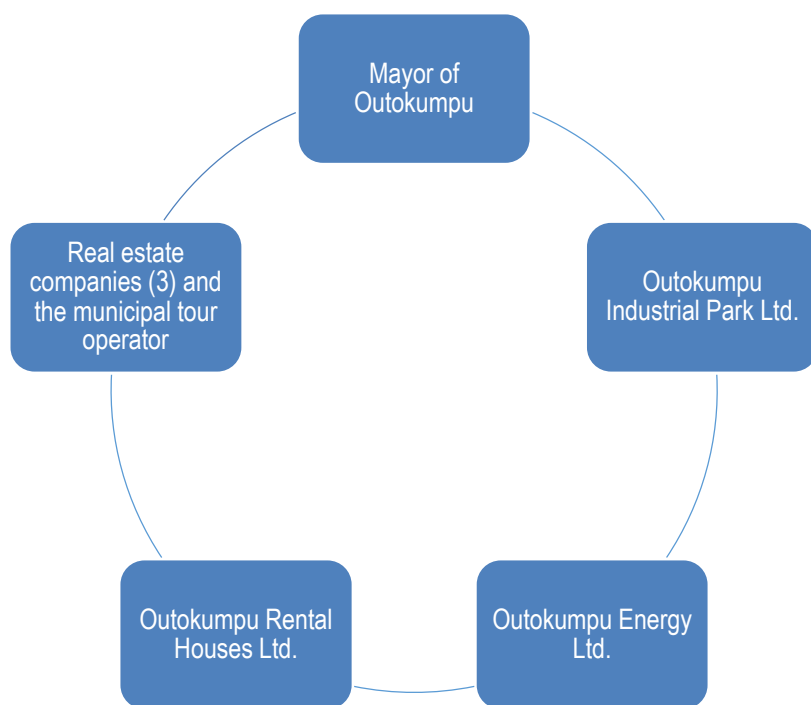 Mayor of
Outokumpu
Real estate
companies (3) and
the municipal tour
operator
Outokumpu
Industrial Park Ltd.
Outokumpu Rental
Houses Ltd.
Outokumpu Energy
Ltd.